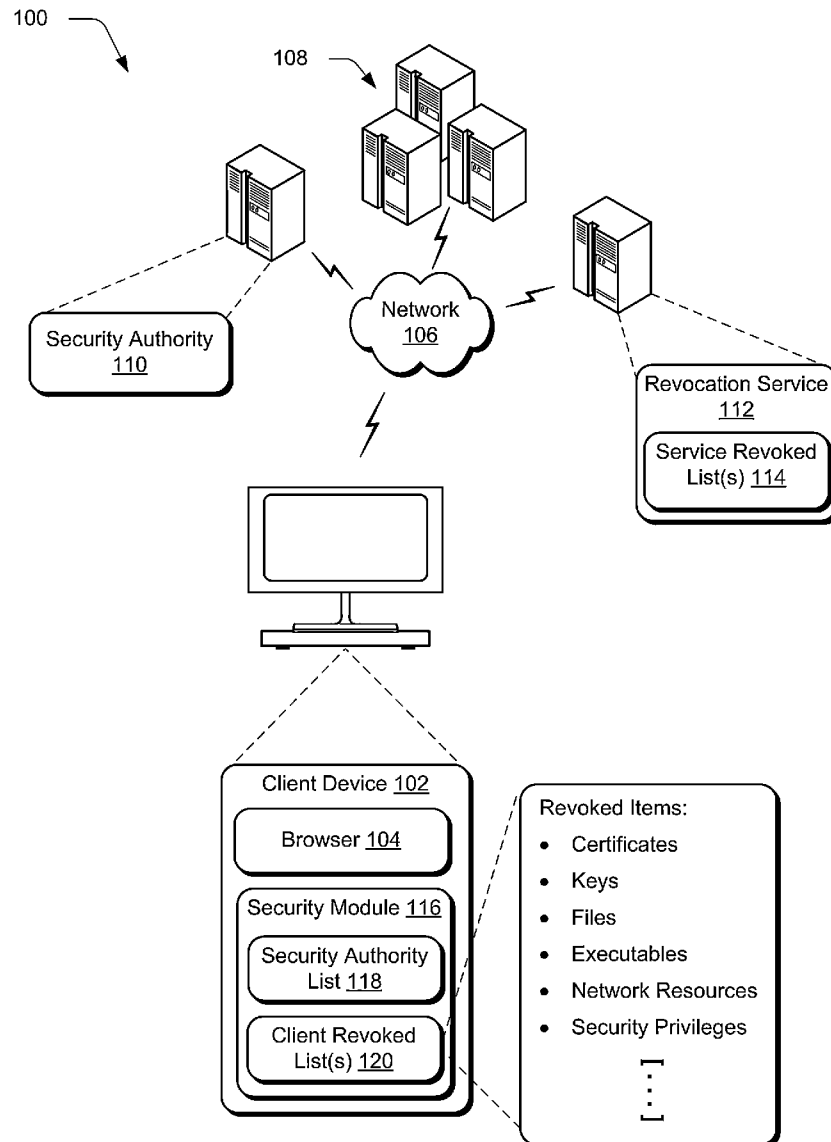 100
108
Network
106
Security Authority
110
Revocation Service
112
Service Revoked
List(s) 114
Client Device 102
Browser 104
Security Module 116
Security Authority
List 118
Client Revoked
List(s) 120
Revoked Items:
• Certificates
• Keys
• Files
• Executables
• Network Resources
• Security Privileges